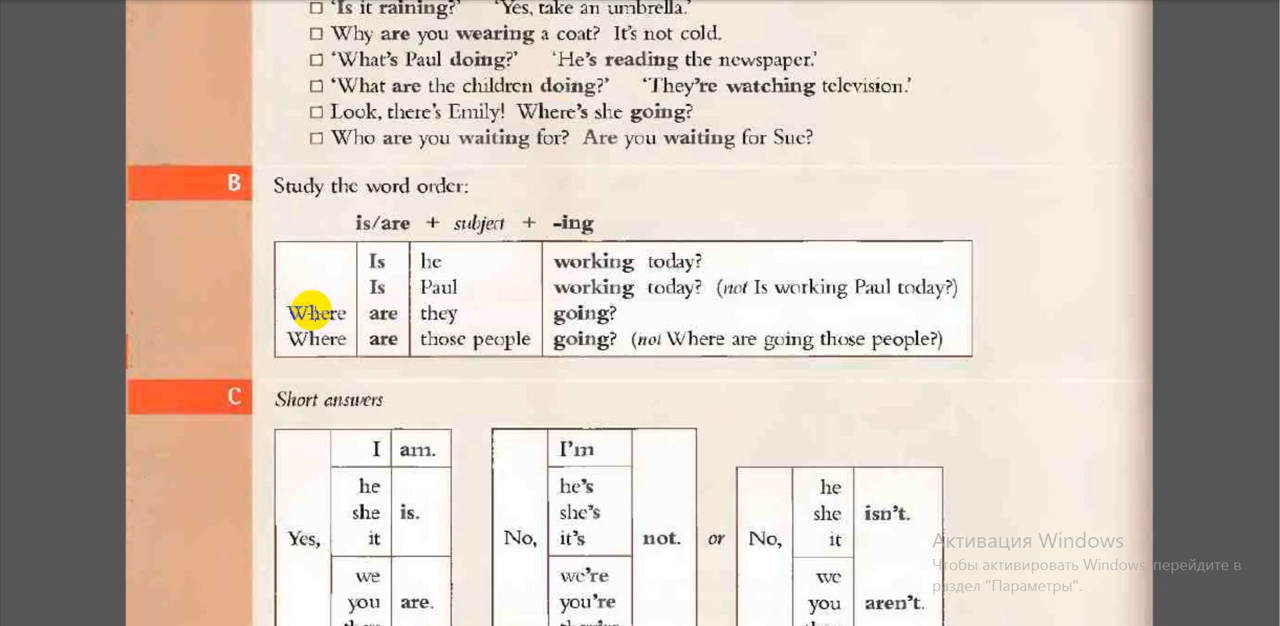 □ 'Is it raining?' 'Yes, take an umbrella.'
□ Why are you wearing a coat? It's not cold.
□ 'What's Paul doing?' 'He's reading the newspaper.'
□ 'What are the children doing?' 'They're watching television.'
□ Look, there's Emily! Where's she going?
□ Who are you waiting for? Are you waiting for Sue?
B Study the word order:
is/are + subject + -ing
Is he working today?
Is Paul working today? (not Is working Paul today?)
Where are they going?
Where are those people going? (not Where are going those people?)
C Short answers
Yes,
I am.
he
she is.
it
we
you are.
No,
I'm
he's
she's
it's
we're
you're
not.
or
No,
he
she isn't.
it
we
you aren't.
Активация Windows
Чтобы активировать Windows, перейдите в
раздел "Параметры".